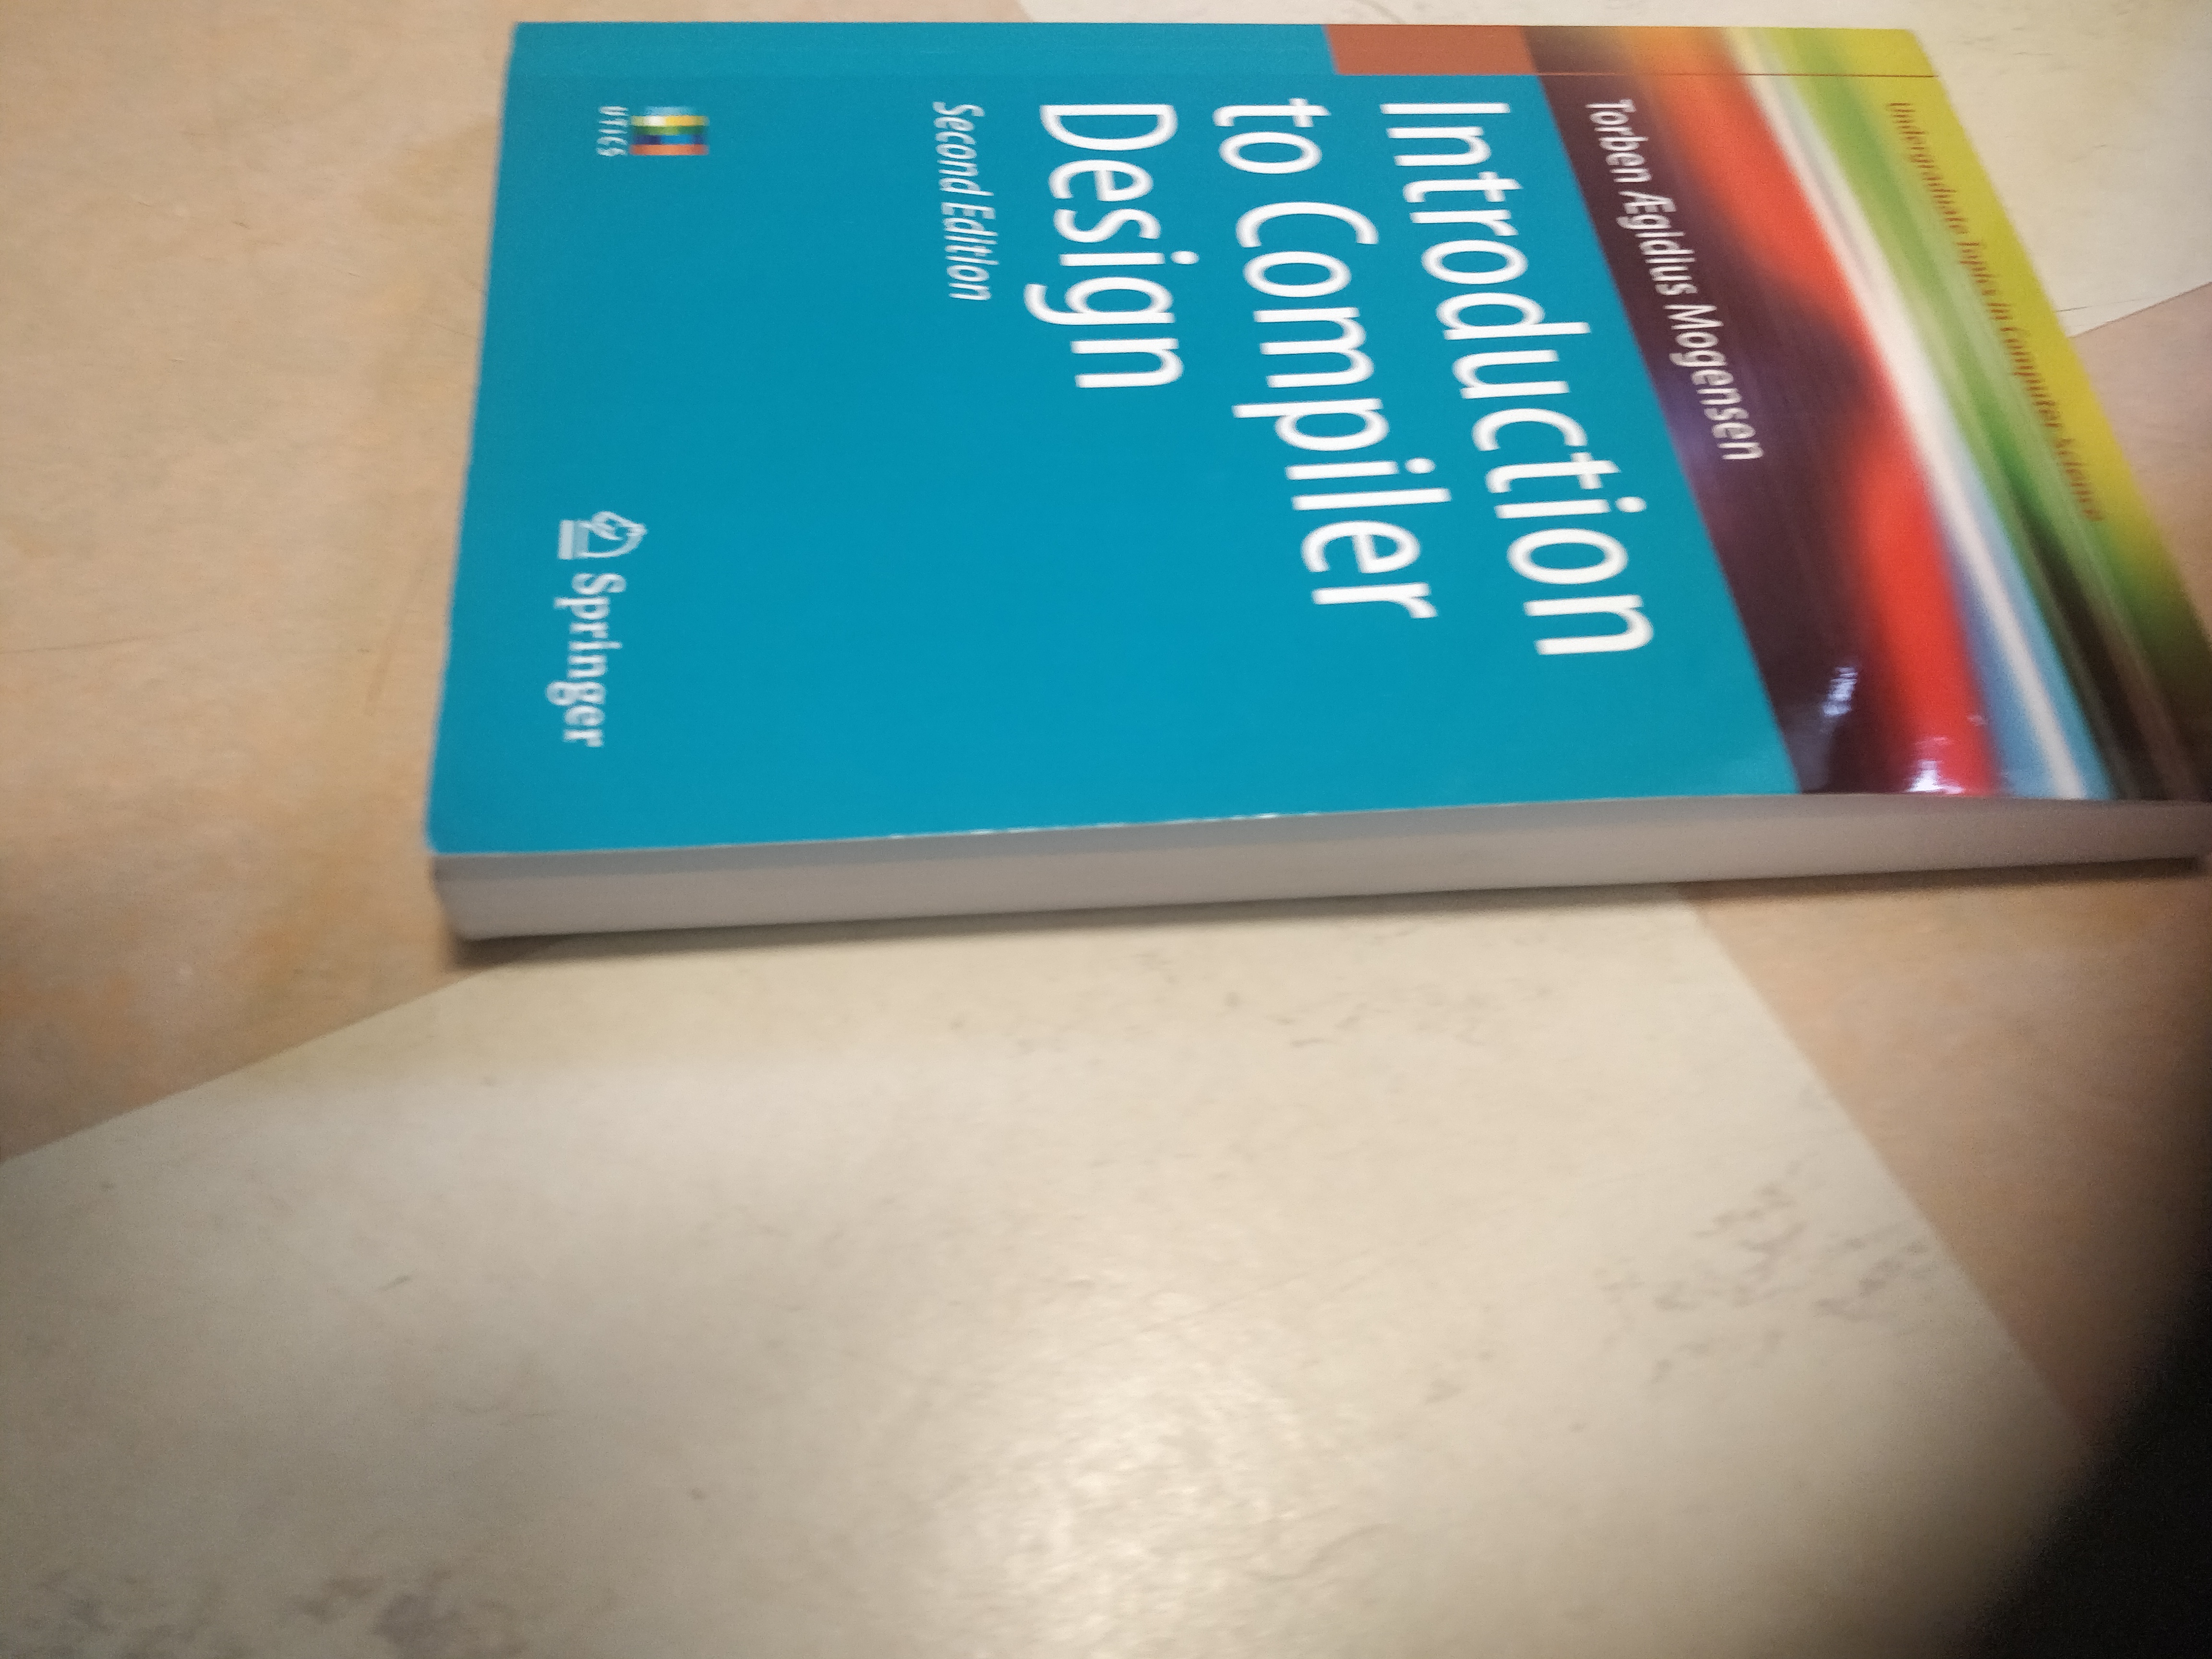 Undergraduate Topics in Computer Science
Torben Ægidius Mogensen
Introduction
to Compiler
Design
Second Edition
UTiCS
Springer